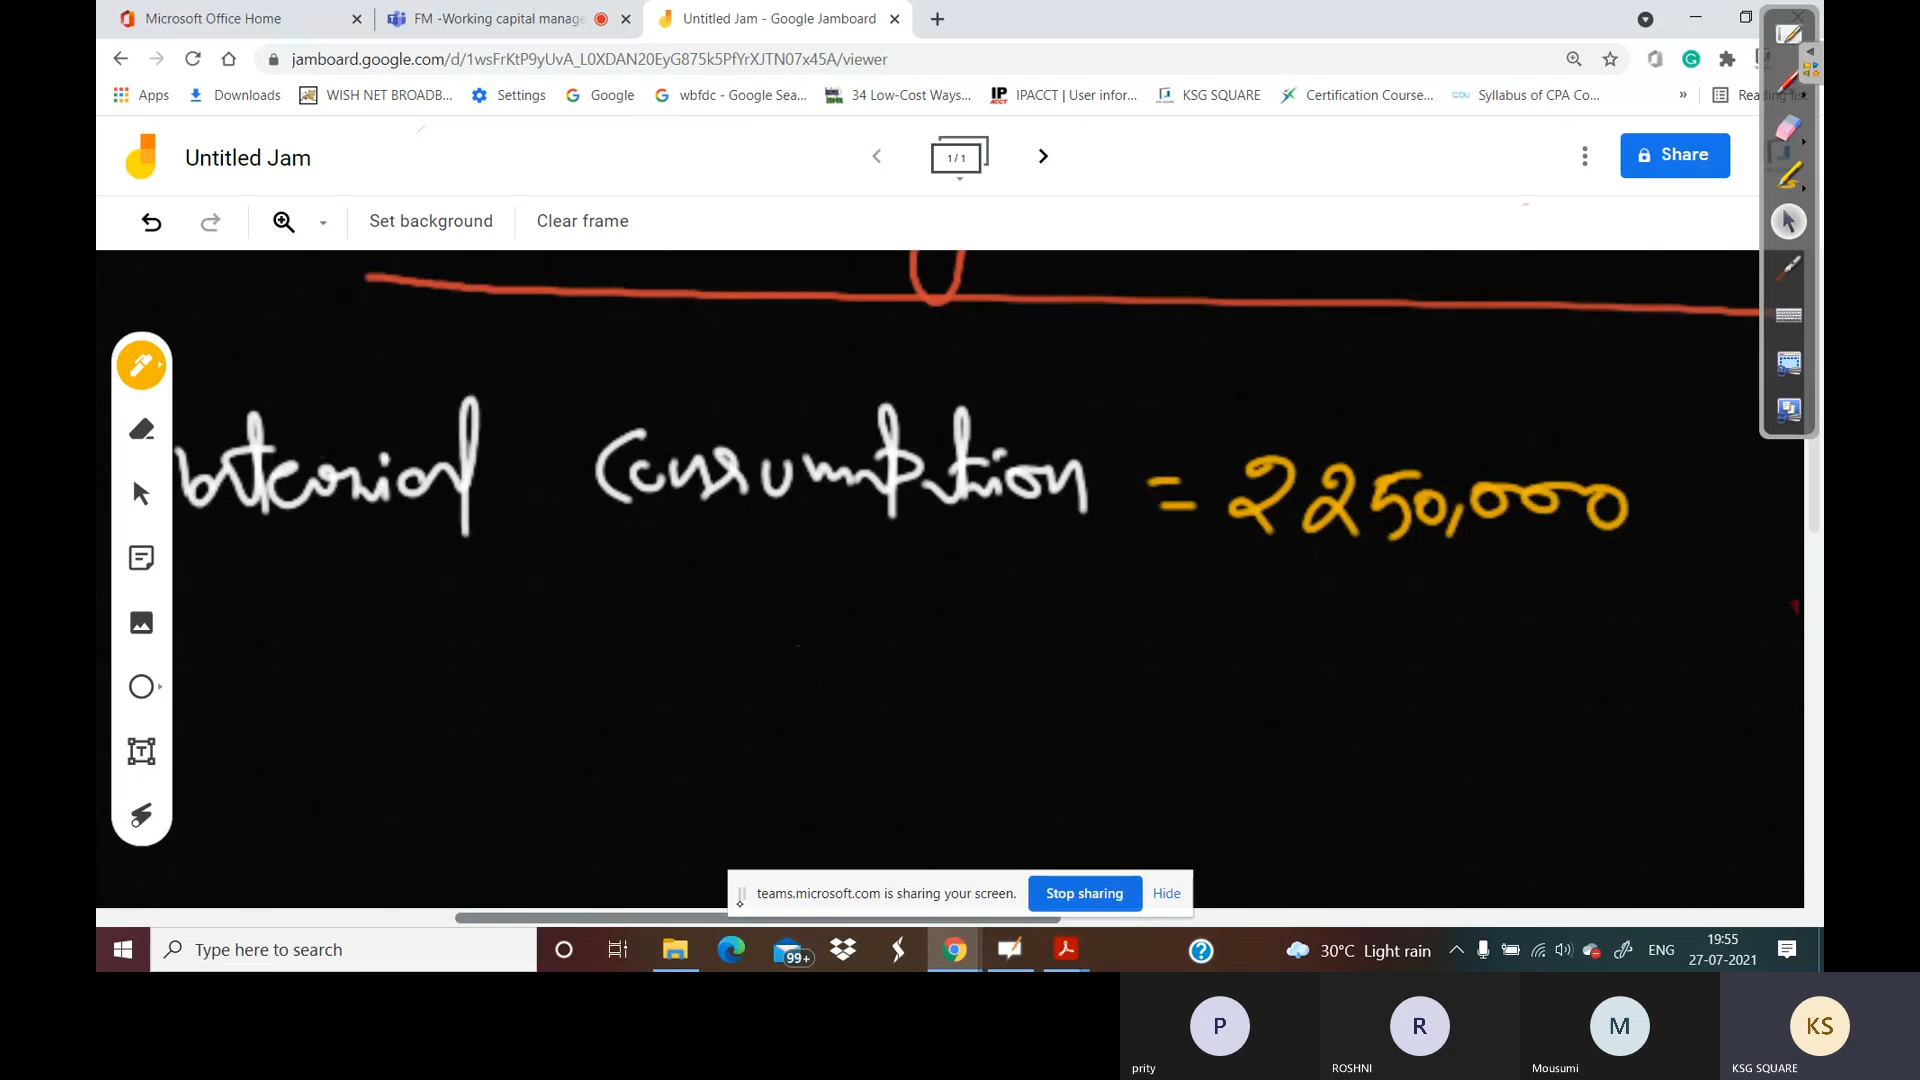 Microsoft Office Home
FM -Working capital manage
Untitled Jam - Google Jamboard
jamboard.google.com/d/1wsFrKtP9yUvA_L0XDAN20EyG875k5PfYrXJTN07x45A/viewer
Apps
Downloads
WISH NET BROADB...
Settings
Google
wbfdc - Google Sea...
34 Low-Cost Ways...
IPACCT | User infor...
KSG SQUARE
Certification Course...
Syllabus of CPA Co...
»
Reading list
Untitled Jam
1 / 1
Share
Set background
Clear frame
Consumption = 2250,000
teams.microsoft.com is sharing your screen.
Stop sharing
Hide
Type here to search
99+
30°C Light rain
ENG
19:55
27-07-2021
P
R
M
KS
prity
ROSHNI
Mousumi
KSG SQUARE